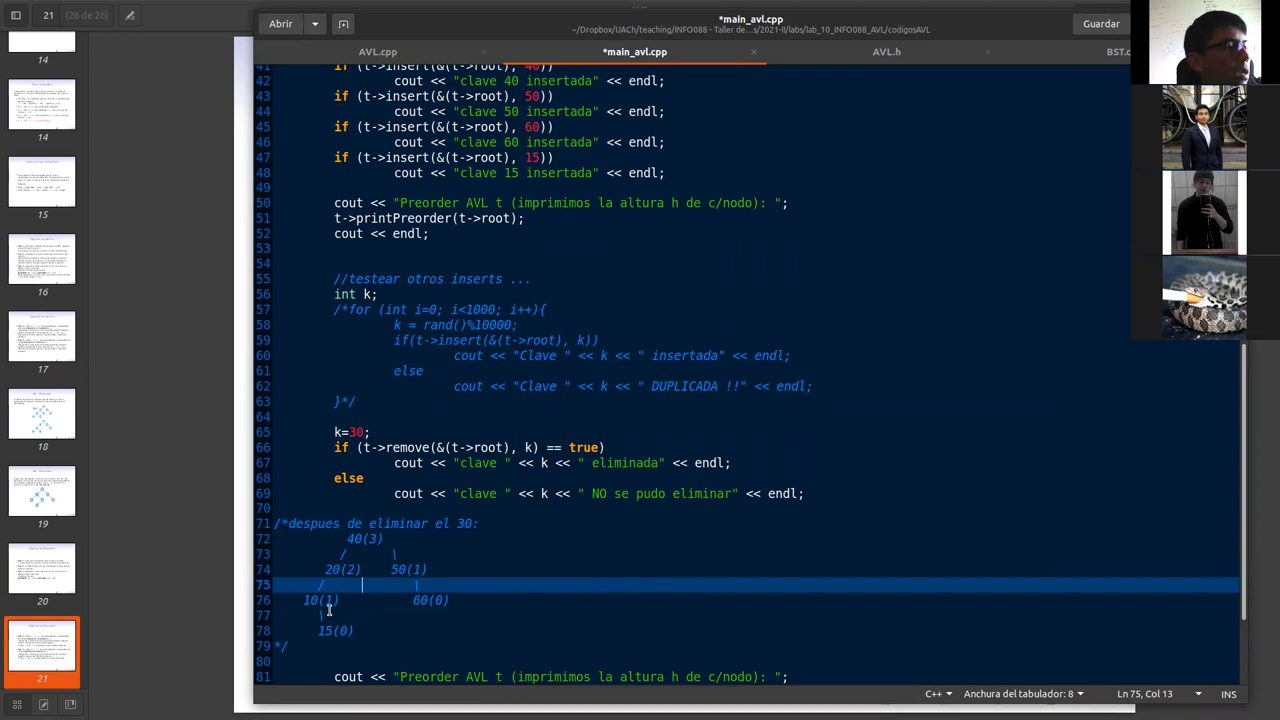 21
(26 de 26)
Abrir
*main_avl.cpp
~/Dropbox/UACh/teaching/INFO088 - Taller de…s/2021-II/labs/lab_10_INFO088_AVL/codigosAVL
Guardar
AVL.cpp
*main_avl.cpp
AVL.h
BST.c
14
14
15
16
17
18
19
20
21
41 if (t->insert(&(t->root), 40))
42 cout << "clave 40 insertada" << endl;
43 if (t->insert(&(t->root), 50))
44 cout << "clave 50 insertada" << endl;
45 if (t->insert(&(t->root), 60))
46 cout << "clave 60 insertada" << endl;
47 if (t->insert(&(t->root), 15))
48 cout << "clave 15 insertada" << endl;
49
50 cout << "Preorder AVL t (imprimimos la altura h de c/nodo): ";
51 t->printPreorder(t->root);
52 cout << endl;
53
54
55 //testear otros inserts ...
56 int k;
57 /*for (int i=0; i<1000; i++){
58 k = rand()%3000;
59 if(t->insert(&(t->root), k))
60 cout << "Clave " << k << " insertada" << endl;
61 else
62 cout << "Clave " << k << " DUPLICADA !!" << endl;
63 }*/
64
65 k=30;
66 if (t->remove(&(t->root), k) == true)
67 cout << "clave " << k << " eliminada" << endl;
68 else
69 cout << "clave " << k << " NO se pudo eliminar" << endl;
70
71 /*despues de eliminar el 30:
72 40(3)
73 / \
74 20(2) 50(1)
75 / \
76 10(1) 60(0)
77 \
78 15(0)
79 */
80
81 cout << "Preorder AVL t (imprimimos la altura h de c/nodo): ";
C++
Anchura del tabulador: 8
Ln 75, Col 13
INS